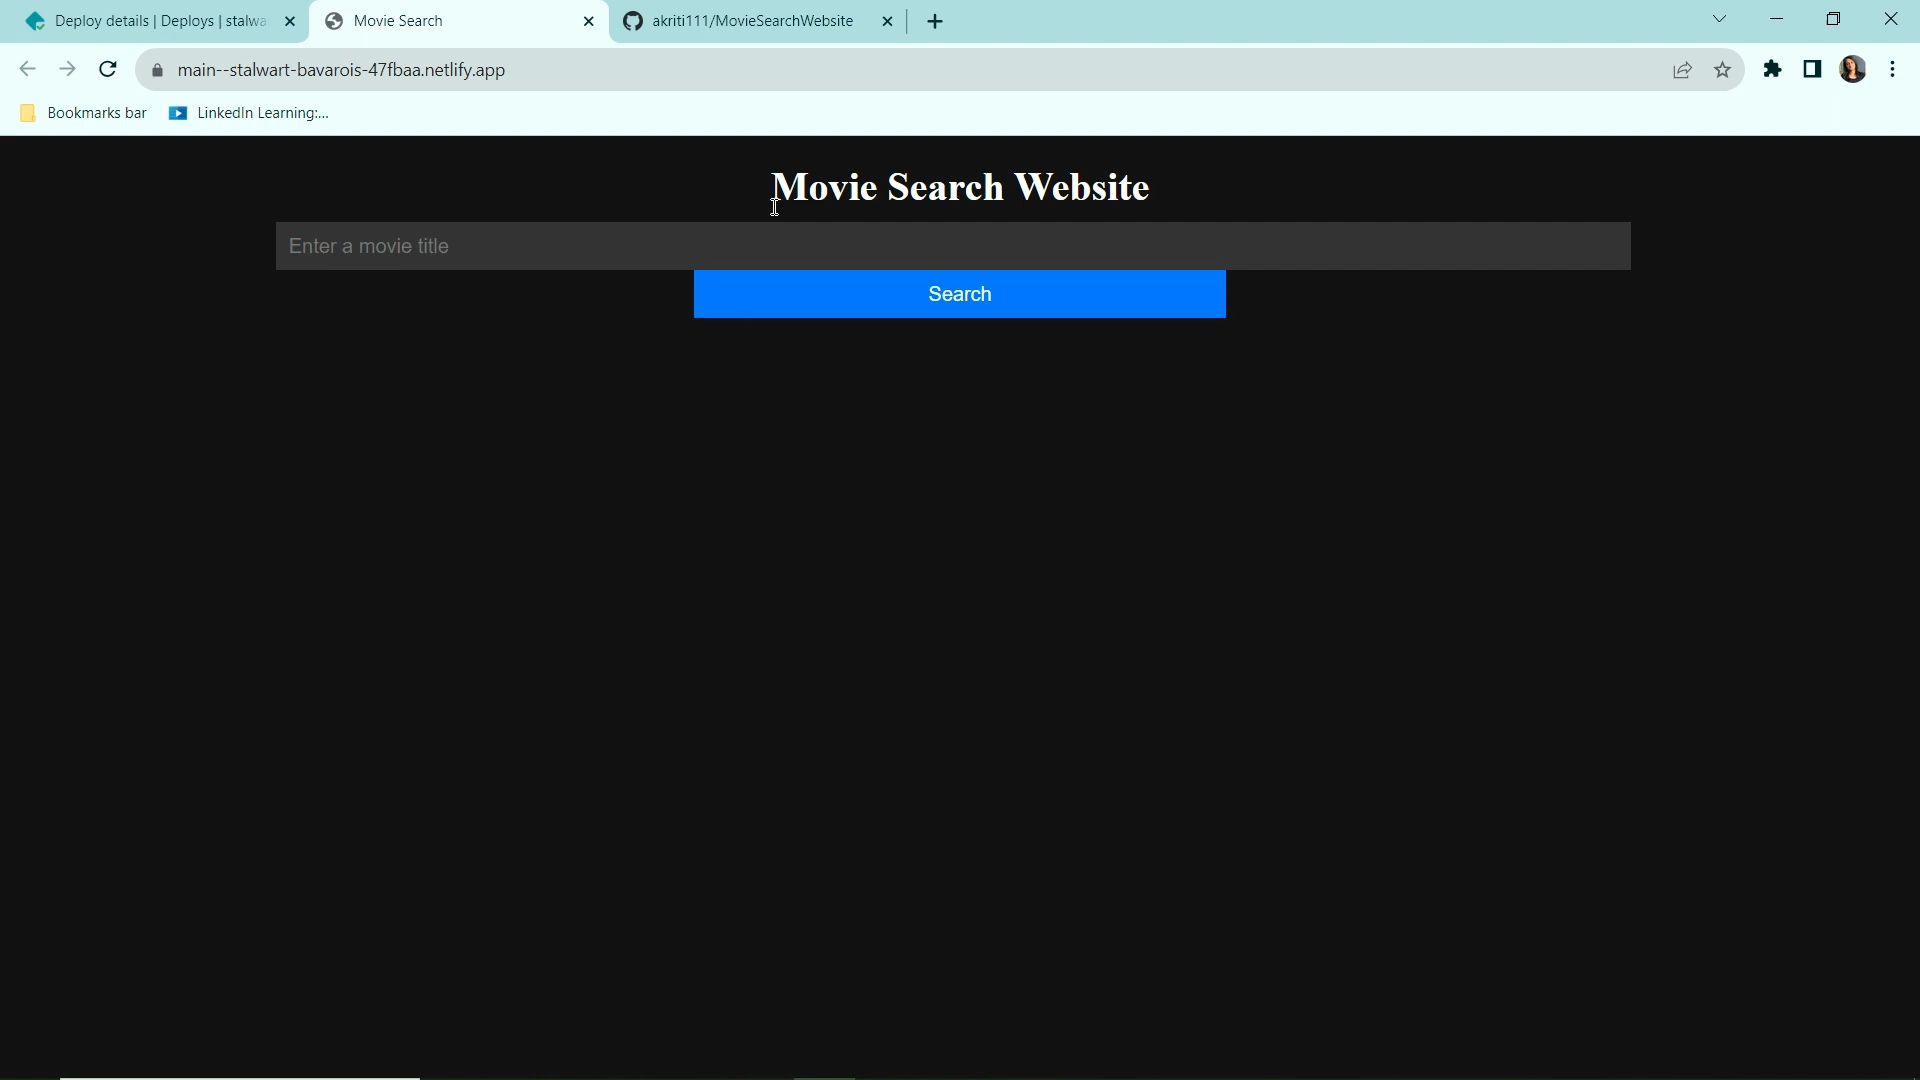 Deploy details | Deploys | stalwa
Movie Search
akriti111/MovieSearchWebsite
main--stalwart-bavarois-47fbaa.netlify.app
Bookmarks bar
LinkedIn Learning:...
Movie Search Website
Enter a movie title
Search